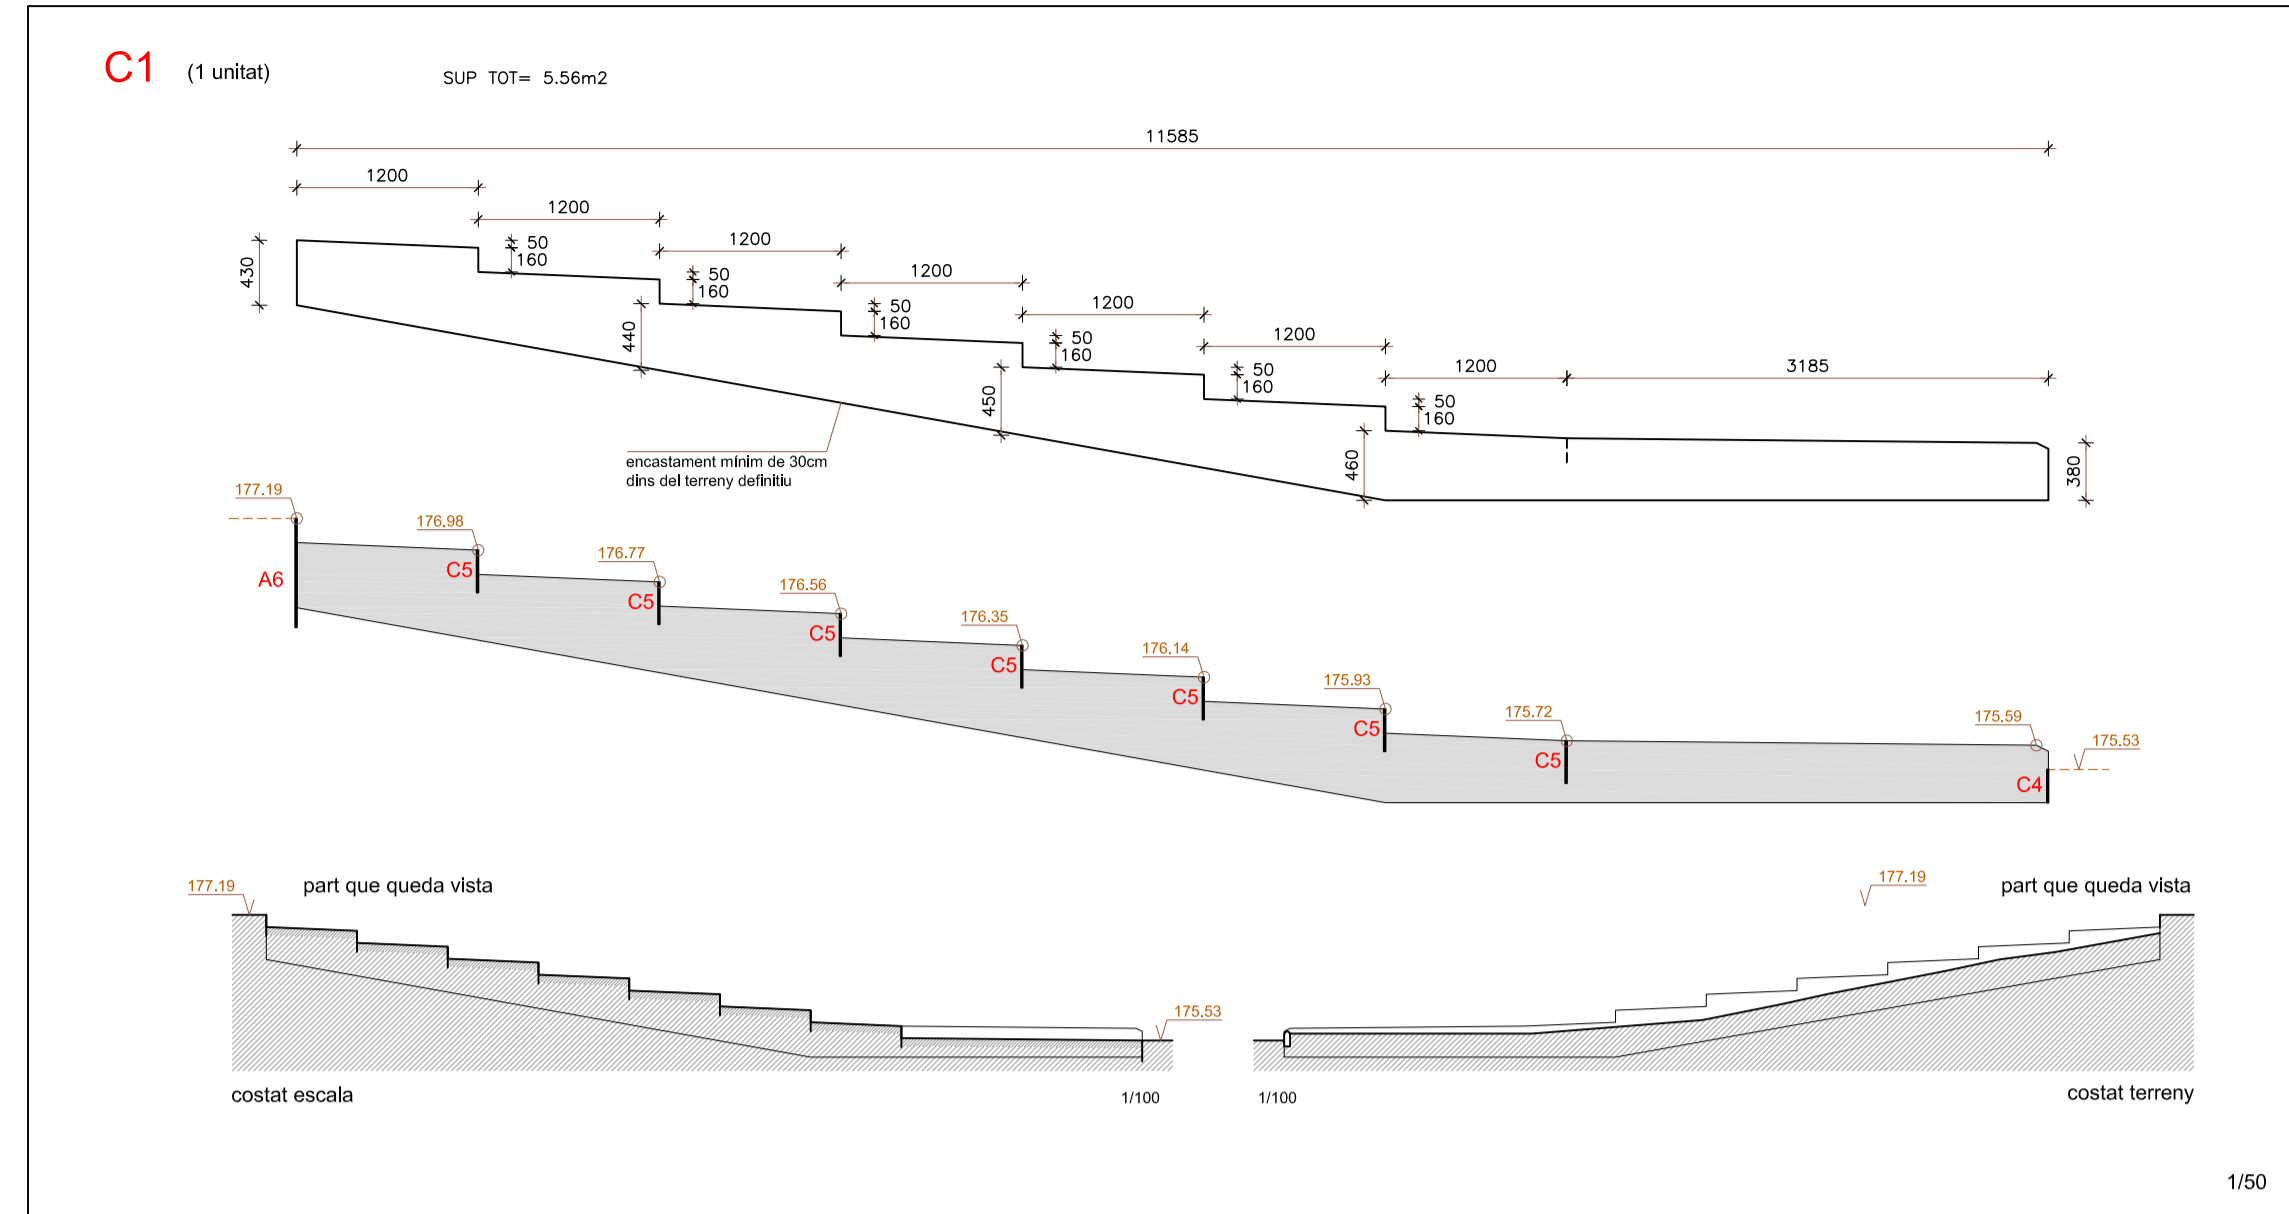 C1 (1 unitat) SUP TOT= 5.56m2
11585
1200
1200
1200
1200
1200
1200
1200 3185
430
50
160
50
160
50
160
50
160
50
160
50
160
440
450
460
380
encastament mínim de 30cm
dins del terreny definitiu
177.19
176.98
176.77
176.56
176.35
176.14
175.93
175.72
175.59
175.53
A6
C5
C5
C5
C5
C5
C5
C5
C4
177.19 part que queda vista
175.53
costat escala 1/100
177.19 part que queda vista
1/100 costat terreny
1/50